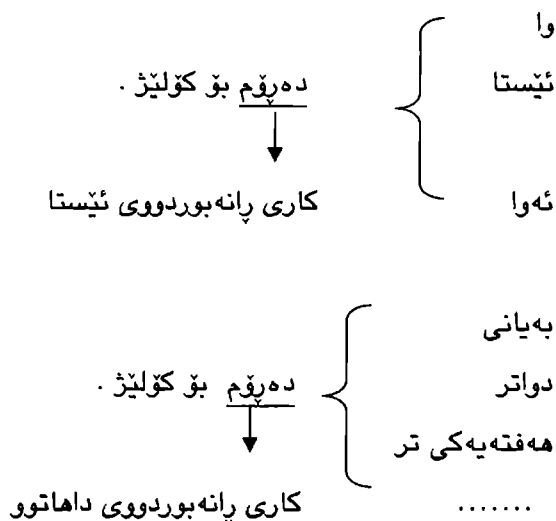 وا
ئێستا
دەڕۆم بۆ کۆلێژ .
ئەوا
کاری ڕانەبوردووی ئێستا
بەیانی
دواتر
دەڕۆم بۆ کۆلێژ .
هەفتەیەکی تر
.......
کاری ڕانەبوردووی داهاتوو